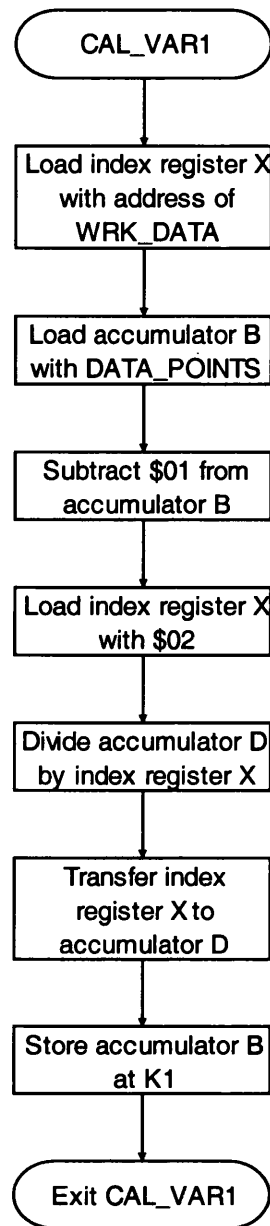 CAL_VAR1
Load index register X
with address of
WRK_DATA
Load accumulator B
with DATA_POINTS
Subtract $01 from
accumulator B
Load index register X
with $02
Divide accumulator D
by index register X
Transfer index
register X to
accumulator D
Store accumulator B
at K1
Exit CAL_VAR1